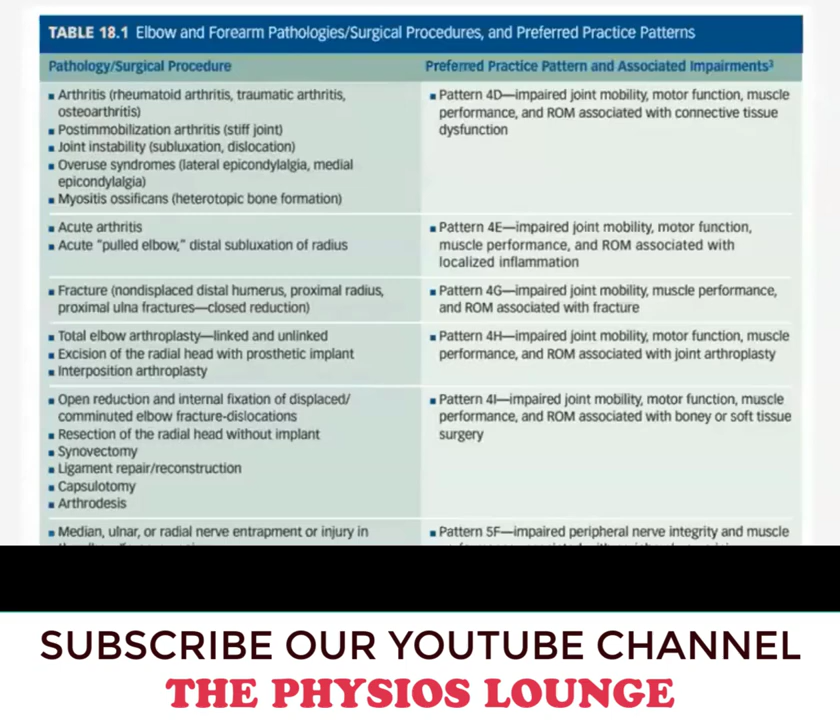 TABLE 18.1 Elbow and Forearm Pathologies/Surgical Procedures, and Preferred Practice Patterns
Pathology/Surgical Procedure
Preferred Practice Pattern and Associated Impairments³
▪ Arthritis (rheumatoid arthritis, traumatic arthritis,
osteoarthritis)
▪ Postimmobilization arthritis (stiff joint)
▪ Joint instability (subluxation, dislocation)
▪ Overuse syndromes (lateral epicondylalgia, medial
epicondylalgia)
▪ Myositis ossificans (heterotopic bone formation)
▪ Pattern 4D—impaired joint mobility, motor function, muscle
performance, and ROM associated with connective tissue
dysfunction
▪ Acute arthritis
▪ Acute "pulled elbow," distal subluxation of radius
▪ Pattern 4E—impaired joint mobility, motor function,
muscle performance, and ROM associated with
localized inflammation
▪ Fracture (nondisplaced distal humerus, proximal radius,
proximal ulna fractures—closed reduction)
▪ Pattern 4G—impaired joint mobility, muscle performance,
and ROM associated with fracture
▪ Total elbow arthroplasty—linked and unlinked
▪ Excision of the radial head with prosthetic implant
▪ Interposition arthroplasty
▪ Pattern 4H—impaired joint mobility, motor function, muscle
performance, and ROM associated with joint arthroplasty
▪ Open reduction and internal fixation of displaced/
comminuted elbow fracture-dislocations
▪ Resection of the radial head without implant
▪ Synovectomy
▪ Ligament repair/reconstruction
▪ Capsulotomy
▪ Arthrodesis
▪ Pattern 4I—impaired joint mobility, motor function, muscle
performance, and ROM associated with boney or soft tissue
surgery
▪ Median, ulnar, or radial nerve entrapment or injury in
▪ Pattern 5F—impaired peripheral nerve integrity and muscle
SUBSCRIBE OUR YOUTUBE CHANNEL
THE PHYSIOS LOUNGE